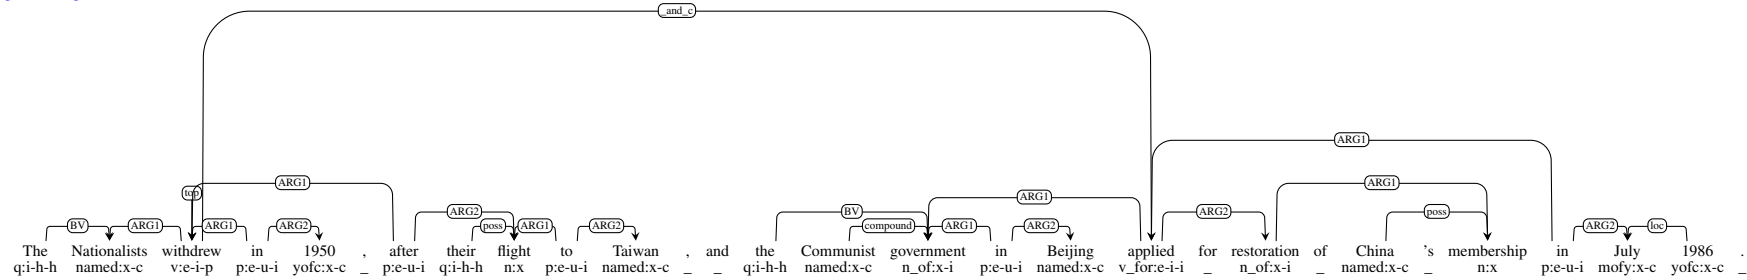 _and_c
ARG1
ARG1 ARG1
top ARG2 ARG1
BV ARG1 ARG1 ARG2 poss ARG1 ARG2 BV compound ARG1 ARG2 ARG2 poss ARG2 loc
The Nationalists withdrew in 1950 , after their flight to Taiwan , and the Communist government in Beijing applied for restoration of China 's membership in July 1986 .
q:i-h-h named:x-c v:e-i-p p:e-u-i yofc:x-c _ p:e-u-i q:i-h-h n:x p:e-u-i named:x-c _ _ q:i-h-h named:x-c n_of:x-i p:e-u-i named:x-c v_for:e-i-i _ n_of:x-i _ named:x-c _ n:x p:e-u-i mofy:x-c yofc:x-c _